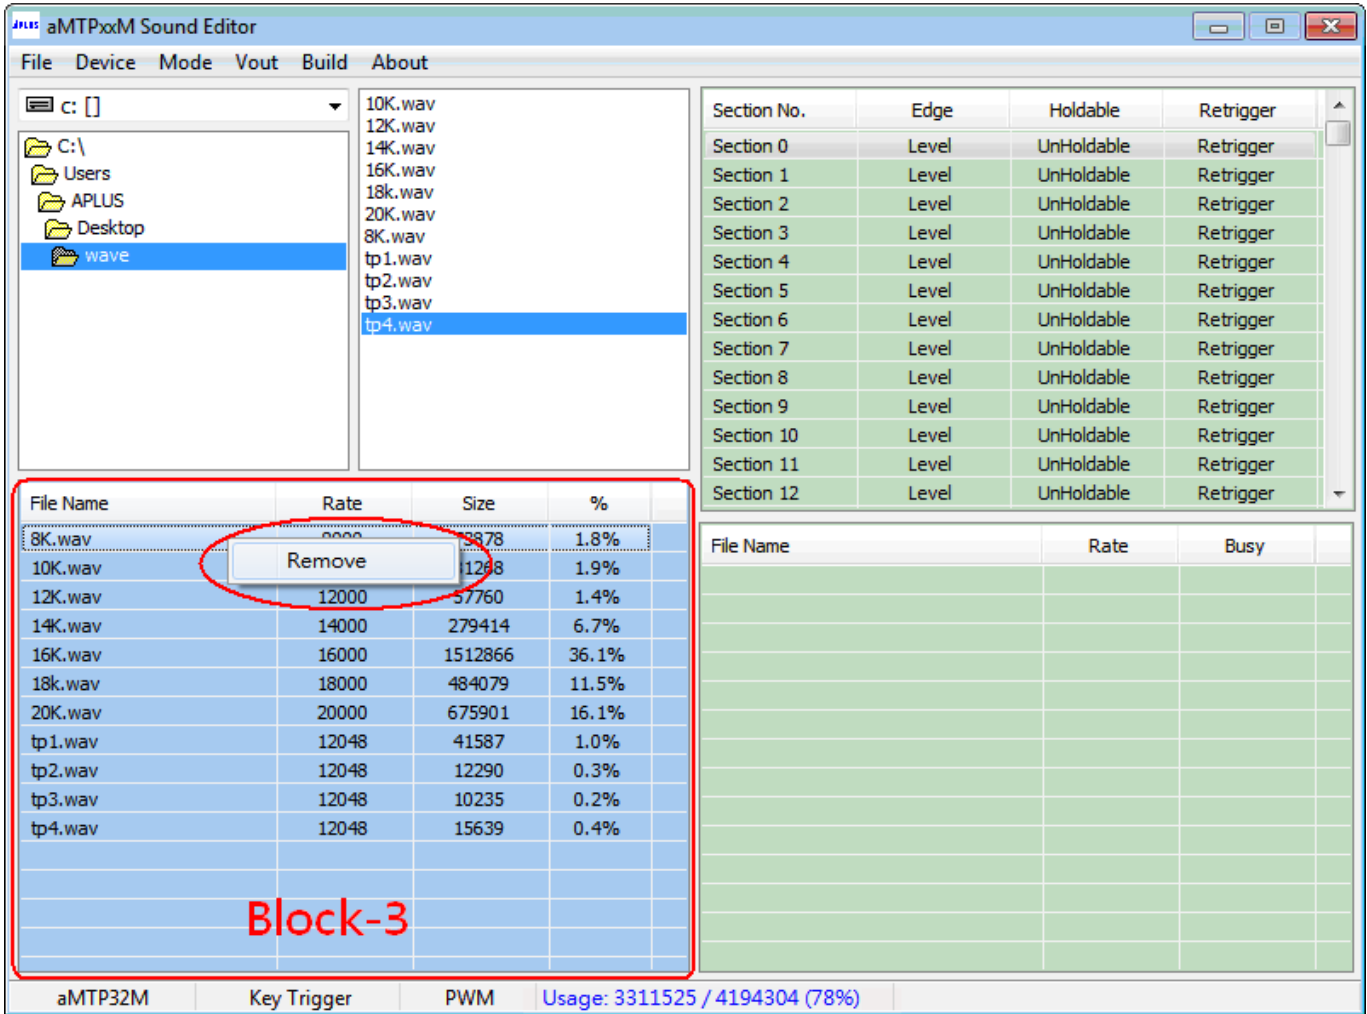 APLUS aMTPxxM Sound Editor
File Device Mode Vout Build About
c: []
C:\
Users
APLUS
Desktop
wave
10K.wav
12K.wav
14K.wav
16K.wav
18k.wav
20K.wav
8K.wav
tp1.wav
tp2.wav
tp3.wav
tp4.wav
Section No. Edge Holdable Retrigger
Section 0 Level UnHoldable Retrigger
Section 1 Level UnHoldable Retrigger
Section 2 Level UnHoldable Retrigger
Section 3 Level UnHoldable Retrigger
Section 4 Level UnHoldable Retrigger
Section 5 Level UnHoldable Retrigger
Section 6 Level UnHoldable Retrigger
Section 7 Level UnHoldable Retrigger
Section 8 Level UnHoldable Retrigger
Section 9 Level UnHoldable Retrigger
Section 10 Level UnHoldable Retrigger
Section 11 Level UnHoldable Retrigger
Section 12 Level UnHoldable Retrigger
File Name Rate Size %
8K.wav 1.8%
Remove
10K.wav 1.9%
12K.wav 12000 57760 1.4%
14K.wav 14000 279414 6.7%
16K.wav 16000 1512866 36.1%
18k.wav 18000 484079 11.5%
20K.wav 20000 675901 16.1%
tp1.wav 12048 41587 1.0%
tp2.wav 12048 12290 0.3%
tp3.wav 12048 10235 0.2%
tp4.wav 12048 15639 0.4%
Block-3
File Name Rate Busy
aMTP32M Key Trigger PWM Usage: 3311525 / 4194304 (78%)